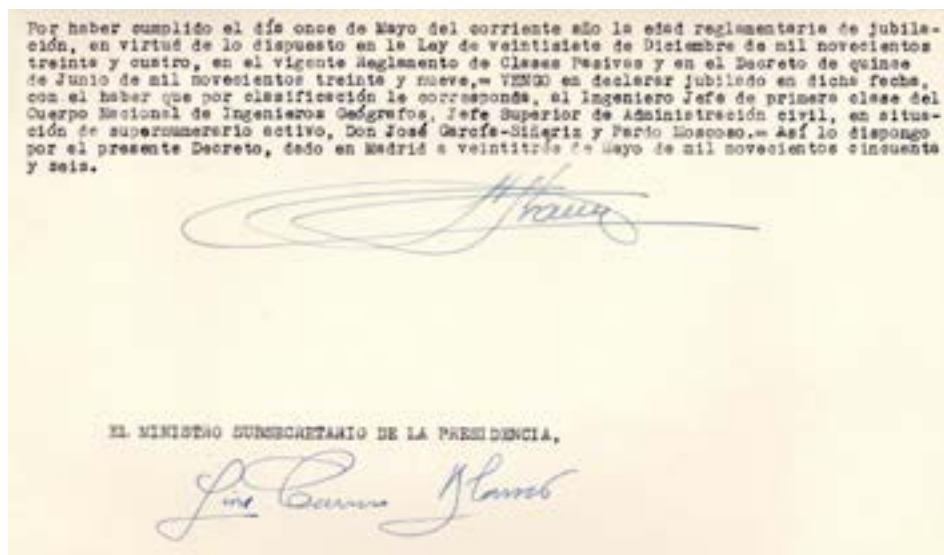 Por haber cumplido el día once de Mayo del corriente año la edad reglamentaria de jubila-
ción, en virtud de lo dispuesto en la Ley de veintisiete de Diciembre de mil novecientos
treinta y cuatro, en el vigente Reglamento de Clases Pasivas y en el Decreto de quince
de Junio de mil novecientos treinta y nueve,= VENGO en declarar jubilado en dicha fecha,
con el haber que por clasificación le corresponda, al Ingeniero Jefe de primera clase del
Cuerpo Nacional de Ingenieros Geógrafos, Jefe Superior de Administración civil, en situa-
ción de supernumerario activo, Don José García-Siñeriz y Pardo Moscoso.= Así lo dispongo
por el presente Decreto, dado en Madrid a veintitrés de Mayo de mil novecientos cincuenta
y seis.
EL MINISTRO SUBSECRETARIO DE LA PRESIDENCIA,